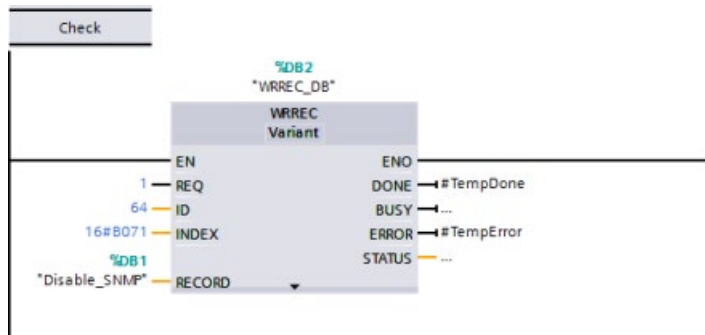 Check
%DB2
"WRREC_DB"
WRREC
Variant
EN ENO
1 REQ DONE #TempDone
64 ID BUSY ...
16#B071 INDEX ERROR #TempError
%DB1 STATUS ...
"Disable_SNMP" RECORD